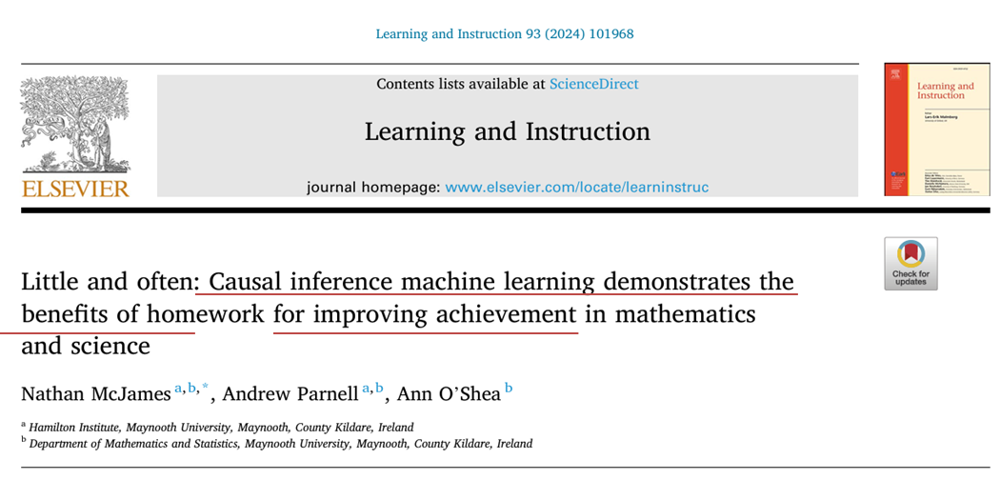 Learning and Instruction 93 (2024) 101968
Contents lists available at ScienceDirect
Learning and Instruction
journal homepage: www.elsevier.com/locate/learninstruc
ELSEVIER
Learning and
Instruction
Check for
updates
Little and often: Causal inference machine learning demonstrates the
benefits of homework for improving achievement in mathematics
and science
Nathan McJames a,b,*, Andrew Parnell a,b, Ann O’Shea b
a Hamilton Institute, Maynooth University, Maynooth, County Kildare, Ireland
b Department of Mathematics and Statistics, Maynooth University, Maynooth, County Kildare, Ireland